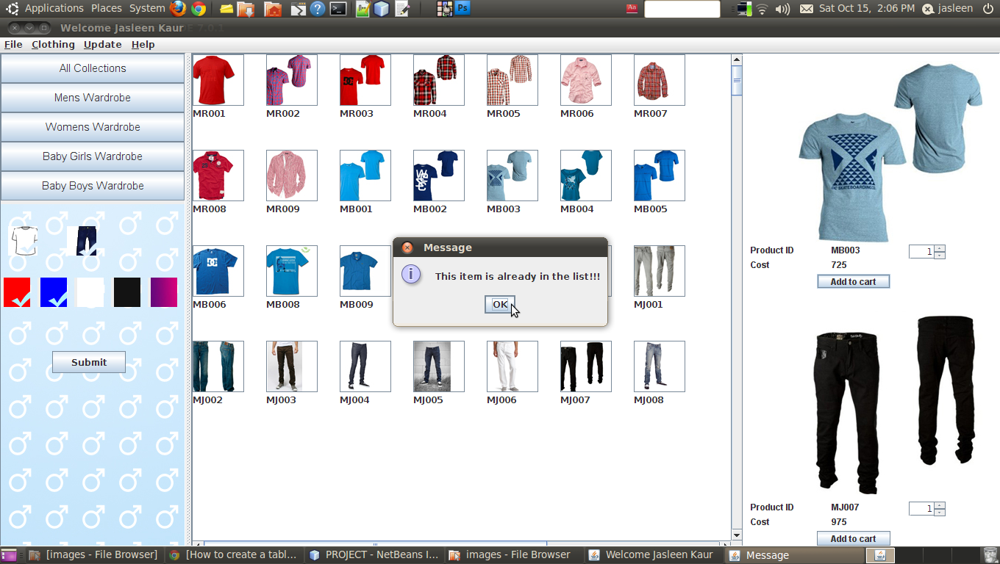 Applications Places System
Aa
Sat Oct 15, 2:06 PM jasleen
Welcome Jasleen Kaur
File Clothing Update Help
All Collections
Mens Wardrobe
Womens Wardrobe
Baby Girls Wardrobe
Baby Boys Wardrobe
Submit
MR001 MR002 MR003 MR004 MR005 MR006 MR007
MR008 MR009 MB001 MB002 MB003 MB004 MB005
MB006 MB008 MB009 MJ001
MJ002 MJ003 MJ004 MJ005 MJ006 MJ007 MJ008
Message
This item is already in the list!!!
OK
Product ID MB003 1
Cost 725
Add to cart
Product ID MJ007 1
Cost 975
Add to cart
[images - File Browser] [How to create a tabl... PROJECT - NetBeans I... images - File Browser Welcome Jasleen Kaur Message